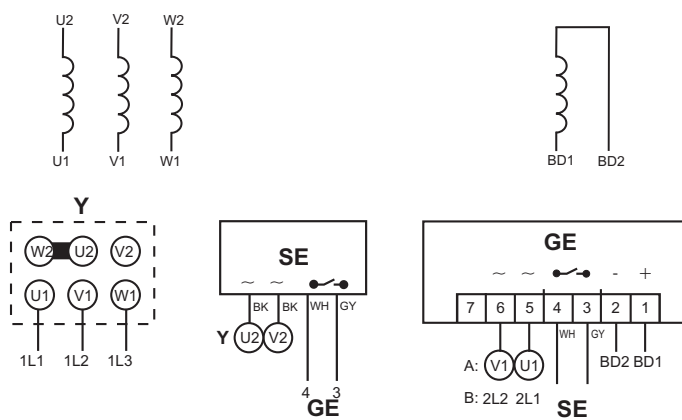 U2 V2 W2
U1 V1 W1
BD1 BD2
Y
W2 U2 V2
U1 V1 W1
1L1 1L2 1L3
SE
~ ~
BK BK WH GY
Y U2 V2
4 3
GE
GE
~ ~ - +
7 6 5 4 3 2 1
WH GY
A: V1 U1 BD2 BD1
B: 2L2 2L1 SE